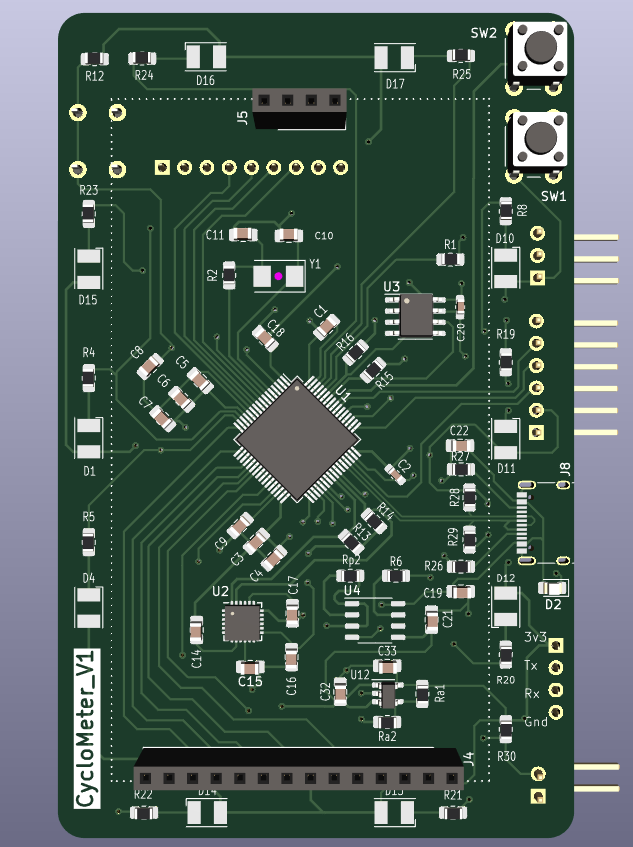 SW2
R12
R24
D16
D17
R25
J5
SW1
R23
R8
C11
C10
D10
R1
Y1
R2
U3
D15
C1
C20
C18
R19
R16
R4
C8
C5
R15
C6
U1
C7
C22
D1
R27
D11
C2
J8
R28
R5
R14
C9
R13
R29
C3
C4
Rp2
R6
R26
D4
U2
C17
U4
C19
D12
D2
C21
C14
3v3
C33
C16
Tx
C15
U12
R20
C32
Ra1
Rx
Gnd
Ra2
CycloMeter_V1
J4
R30
R22
D14
D13
R21